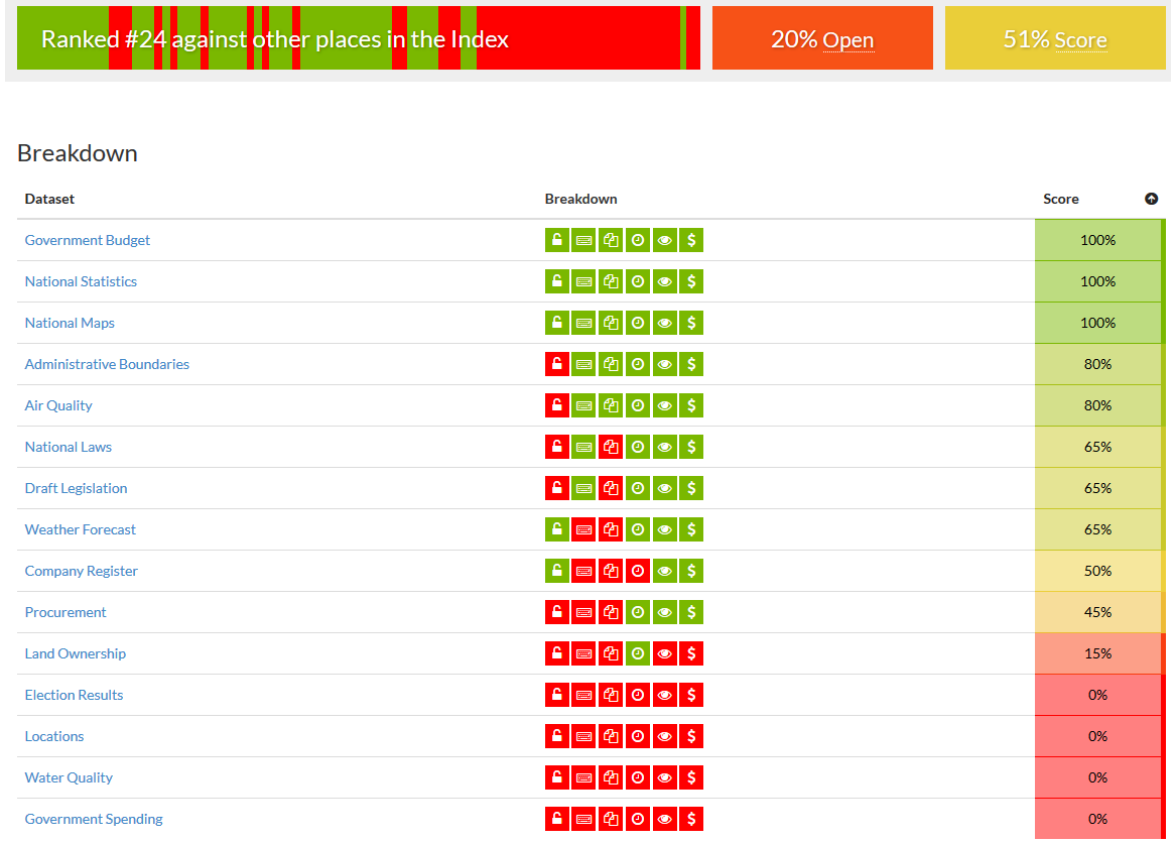 Ranked #24 against other places in the Index 20% Open 51% Score
Breakdown
Dataset Breakdown Score
Government Budget $ 100%
National Statistics $ 100%
National Maps $ 100%
Administrative Boundaries $ 80%
Air Quality $ 80%
National Laws $ 65%
Draft Legislation $ 65%
Weather Forecast $ 65%
Company Register $ 50%
Procurement $ 45%
Land Ownership $ 15%
Election Results $ 0%
Locations $ 0%
Water Quality $ 0%
Government Spending $ 0%